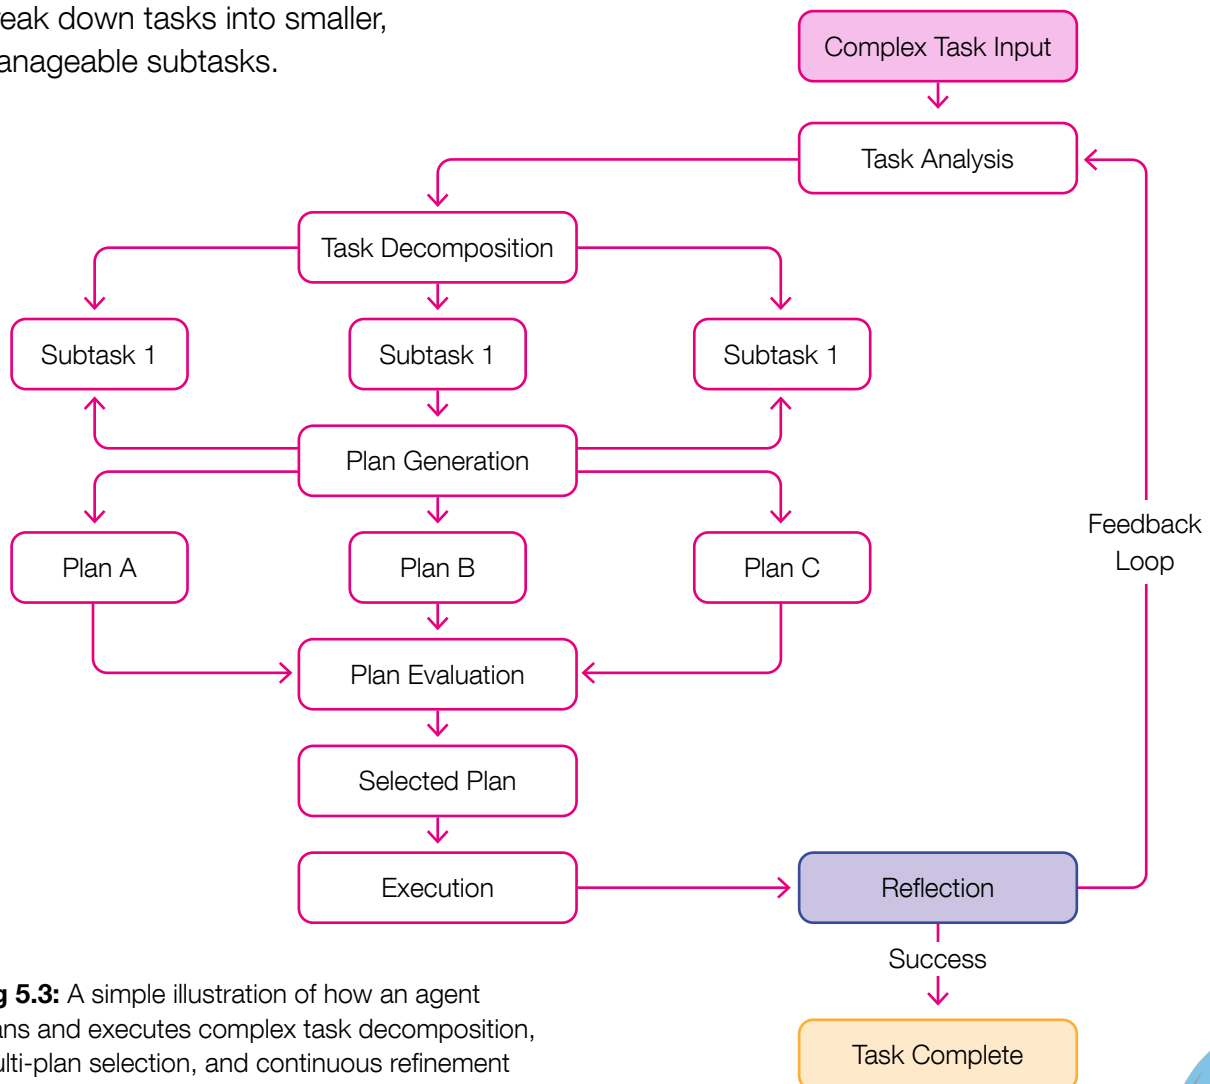 reak down tasks into smaller,
anageable subtasks.
Complex Task Input
Task Analysis
Task Decomposition
Subtask 1
Subtask 1
Subtask 1
Plan Generation
Plan A
Plan B
Plan C
Feedback
Loop
Plan Evaluation
Selected Plan
Execution
Reflection
Success
Task Complete
g 5.3: A simple illustration of how an agent
ans and executes complex task decomposition,
ulti-plan selection, and continuous refinement